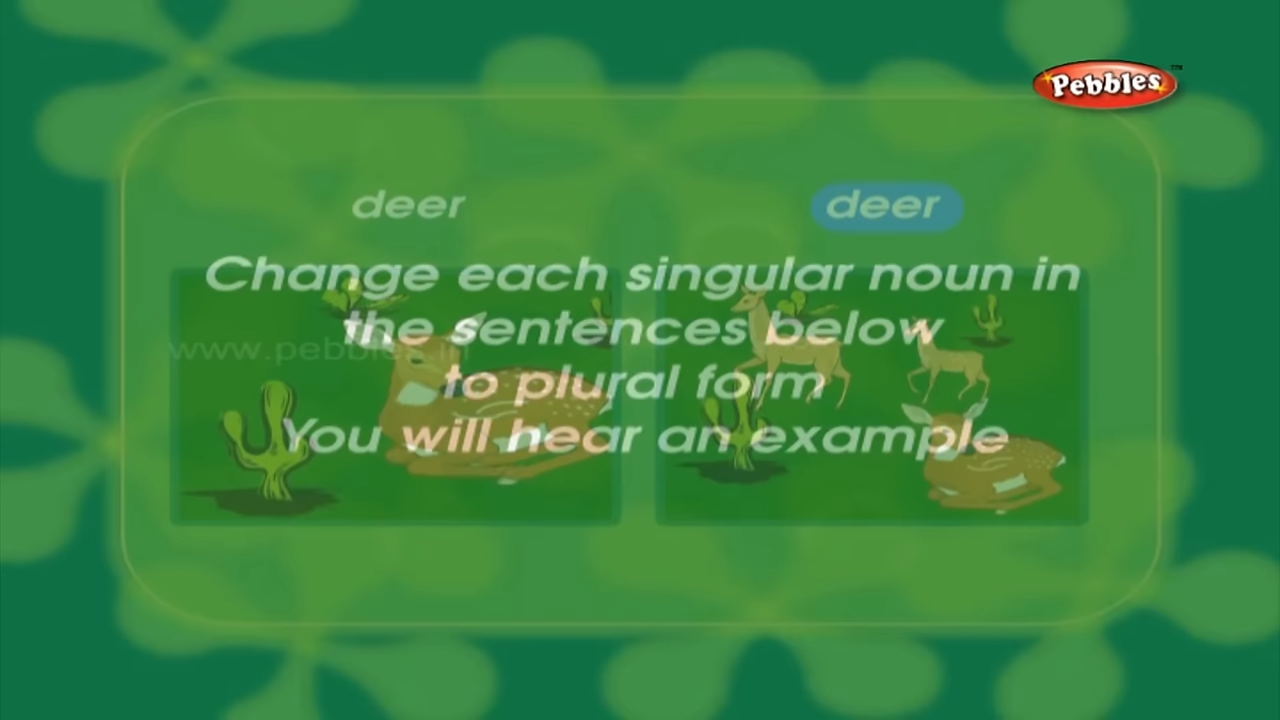 Pebbles™
deer deer
Change each singular noun in
the sentences below
www.pebbles.in
to plural form
You will hear an example